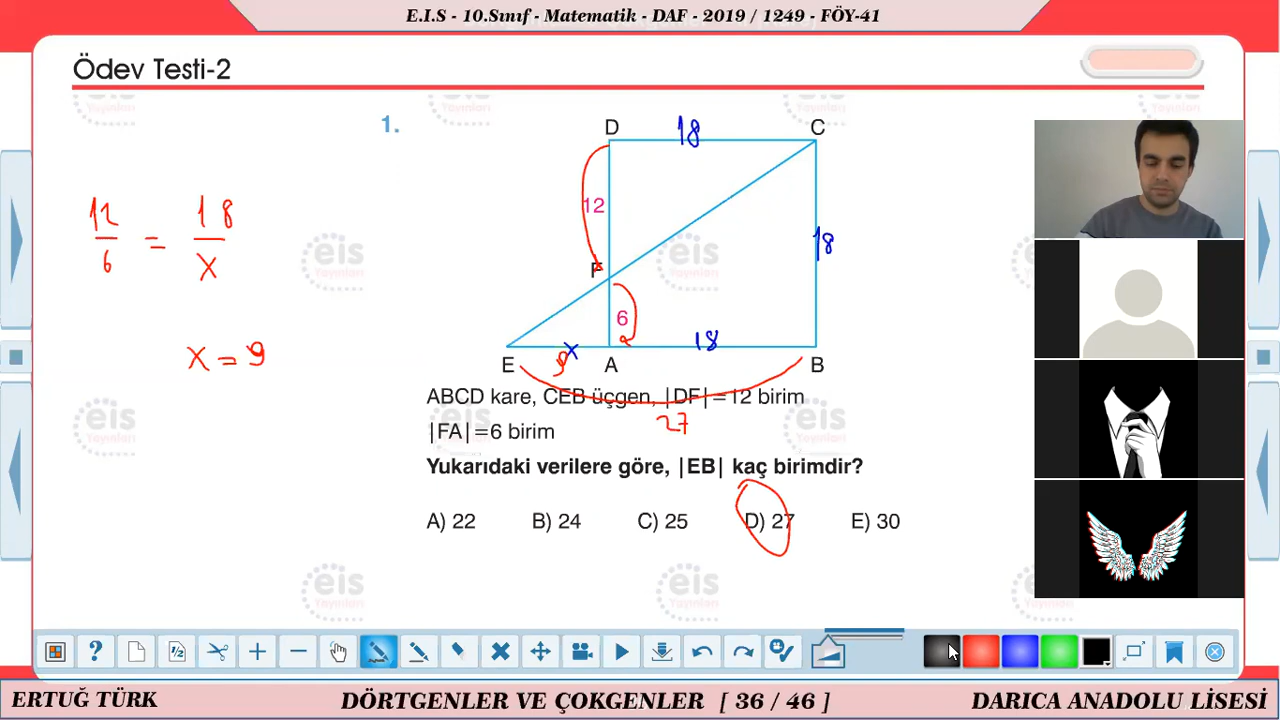 E.I.S - 10.Sınıf - Matematik - DAF - 2019 / 1249 - FÖY-41
Ödev Testi-2
1.
D 18 C
12
18
F
6
x 9 18
E A B
12/6 = 18/x
x = 9
ABCD kare, CEB üçgen, |DF| = 12 birim
27
|FA| = 6 birim
Yukarıdaki verilere göre, |EB| kaç birimdir?
A) 22 B) 24 C) 25 D) 27 E) 30
eis
Yayınları
ERTUĞ TÜRK DÖRTGENLER VE ÇOKGENLER [ 36 / 46 ] DARICA ANADOLU LİSESİ